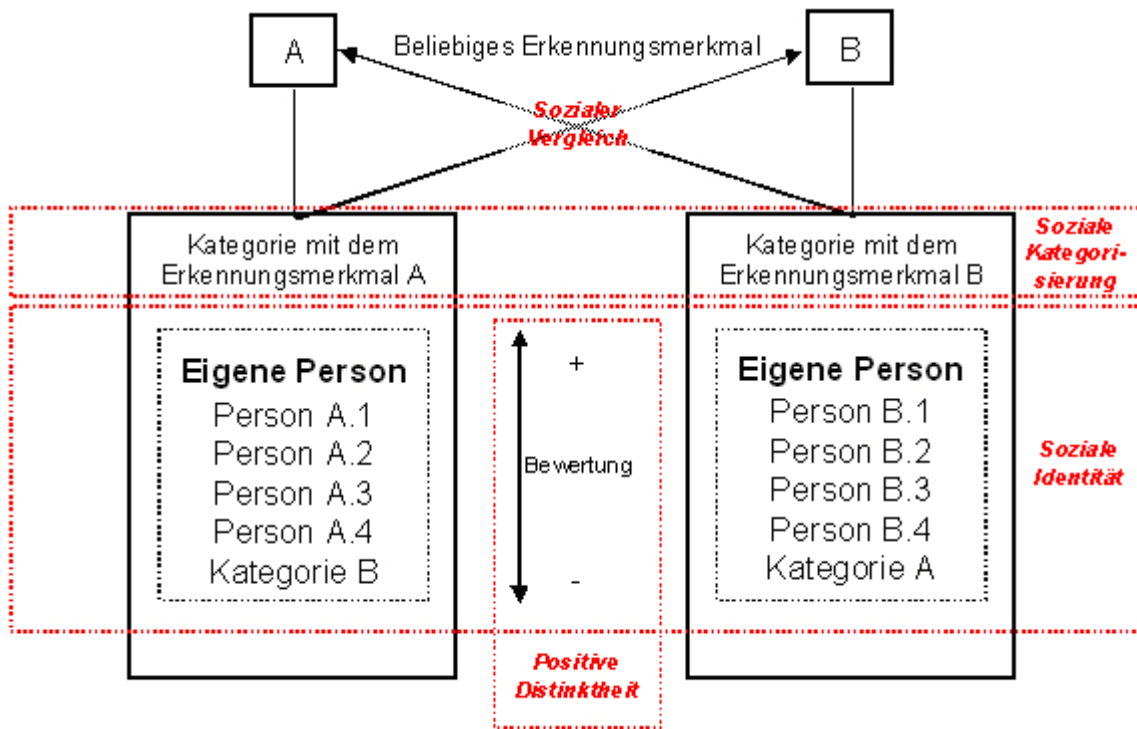 A
Beliebiges Erkennungsmerkmal
B
Sozialer
Vergleich
Kategorie mit dem
Erkennungsmerkmal A
Kategorie mit dem
Erkennungsmerkmal B
Soziale
Kategori-
sierung
Eigene Person
Person A.1
Person A.2
Person A.3
Person A.4
Kategorie B
+
Bewertung
-
Eigene Person
Person B.1
Person B.2
Person B.3
Person B.4
Kategorie A
Soziale
Identität
Positive
Distinktheit